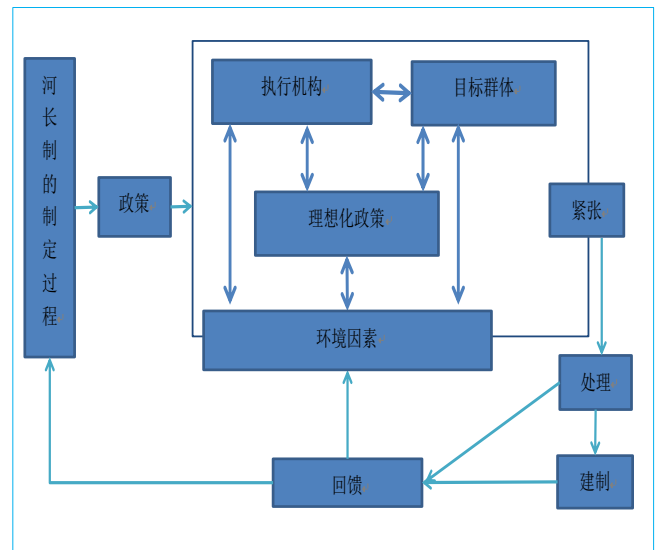 河长制的制定过程
政策
执行机构
目标群体
理想化政策
环境因素
紧张
处理
建制
回馈